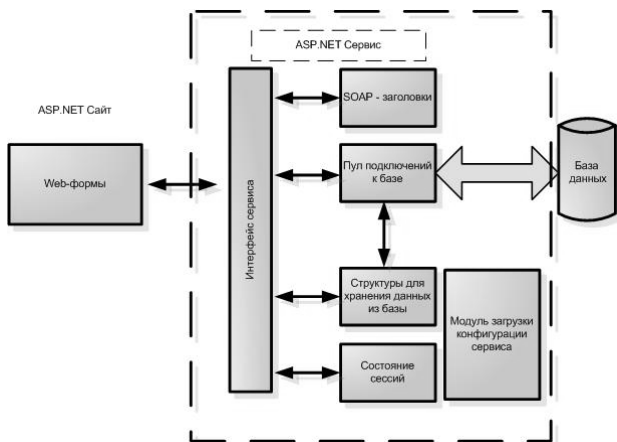 ASP.NET Сервис
ASP.NET Сайт
Web-формы
Интерфейс сервиса
SOAP - заголовки
Пул подключений
к базе
База
данных
Структуры для
хранения данных
из базы
Модуль загрузки
конфигурации
сервиса
Состояние
сессий